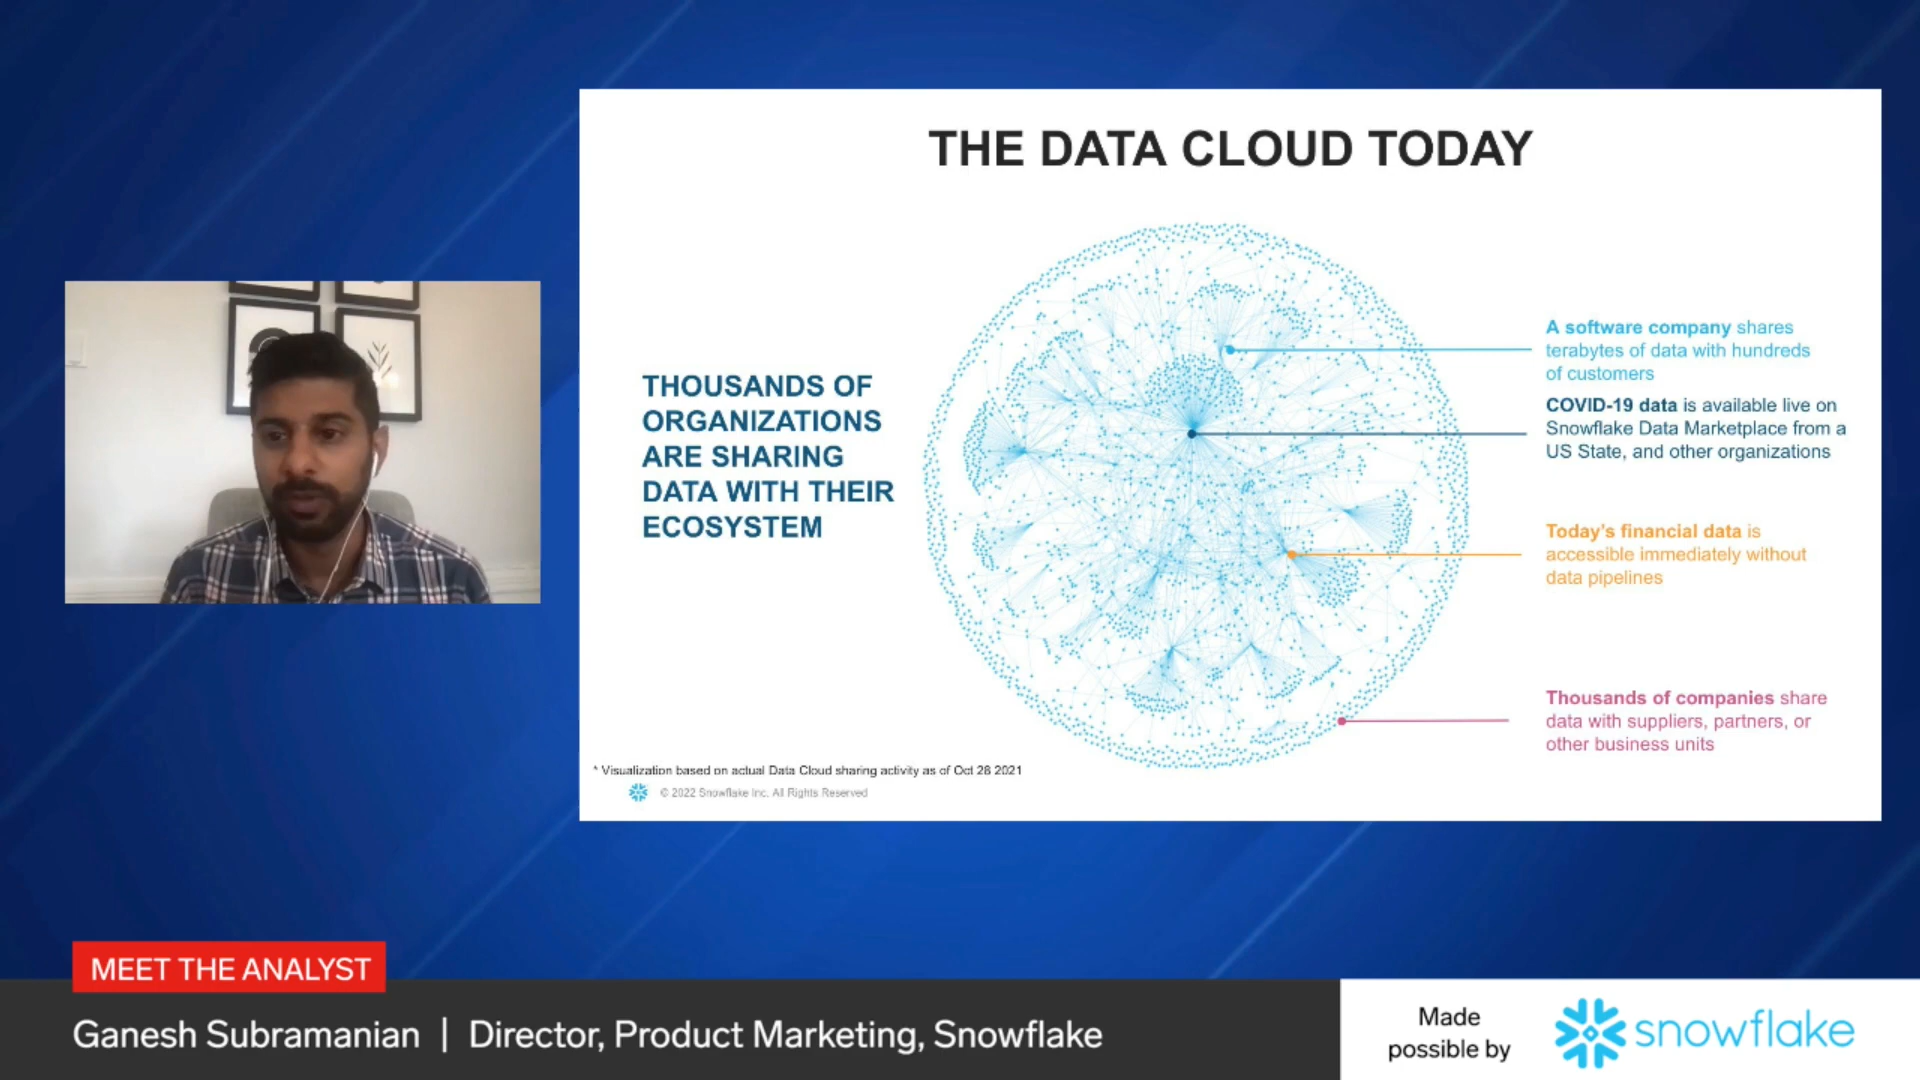 THE DATA CLOUD TODAY
THOUSANDS OF
ORGANIZATIONS
ARE SHARING
DATA WITH THEIR
ECOSYSTEM
A software company shares
terabytes of data with hundreds
of customers
COVID-19 data is available live on
Snowflake Data Marketplace from a
US State, and other organizations
Today's financial data is
accessible immediately without
data pipelines
Thousands of companies share
data with suppliers, partners, or
other business units
* Visualization based on actual Data Cloud sharing activity as of Oct 28 2021
© 2022 Snowflake Inc. All Rights Reserved
MEET THE ANALYST
Ganesh Subramanian | Director, Product Marketing, Snowflake
Made
possible by
snowflake